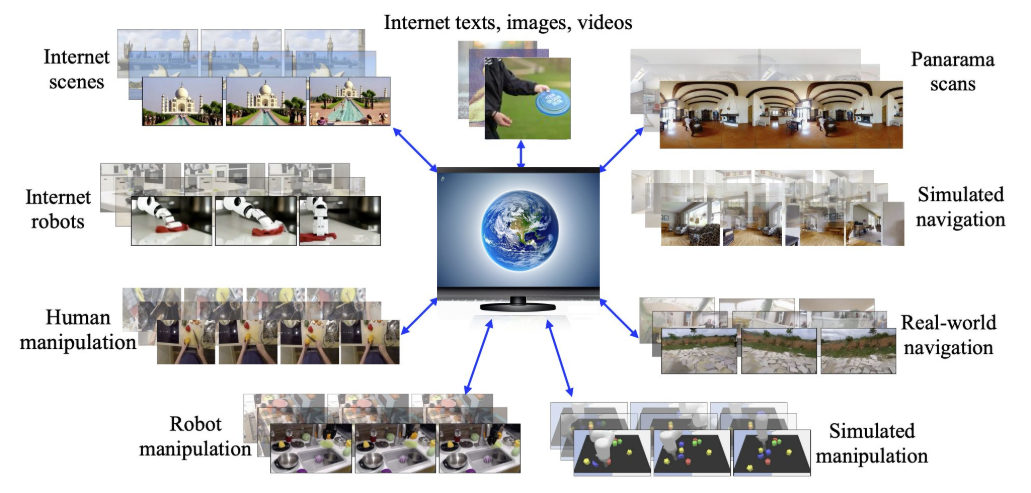 Internet texts, images, videos
Internet
scenes
Panarama
scans
Internet
robots
Simulated
navigation
Human
manipulation
Real-world
navigation
Robot
manipulation
Simulated
manipulation